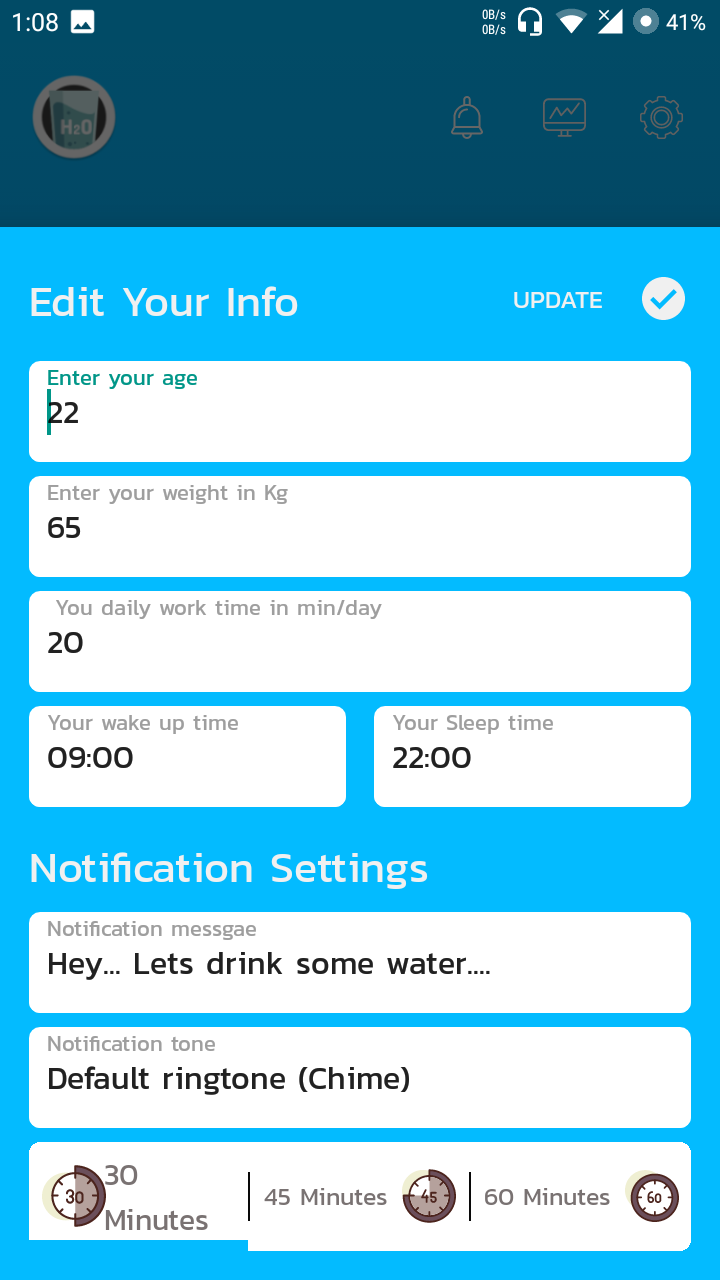 1:08
0B/s
0B/s
41%
H2O
Edit Your Info
UPDATE
Enter your age
22
Enter your weight in Kg
65
You daily work time in min/day
20
Your wake up time
09:00
Your Sleep time
22:00
Notification Settings
Notification messgae
Hey... Lets drink some water....
Notification tone
Default ringtone (Chime)
30
30
Minutes
45 Minutes
45
60 Minutes
60